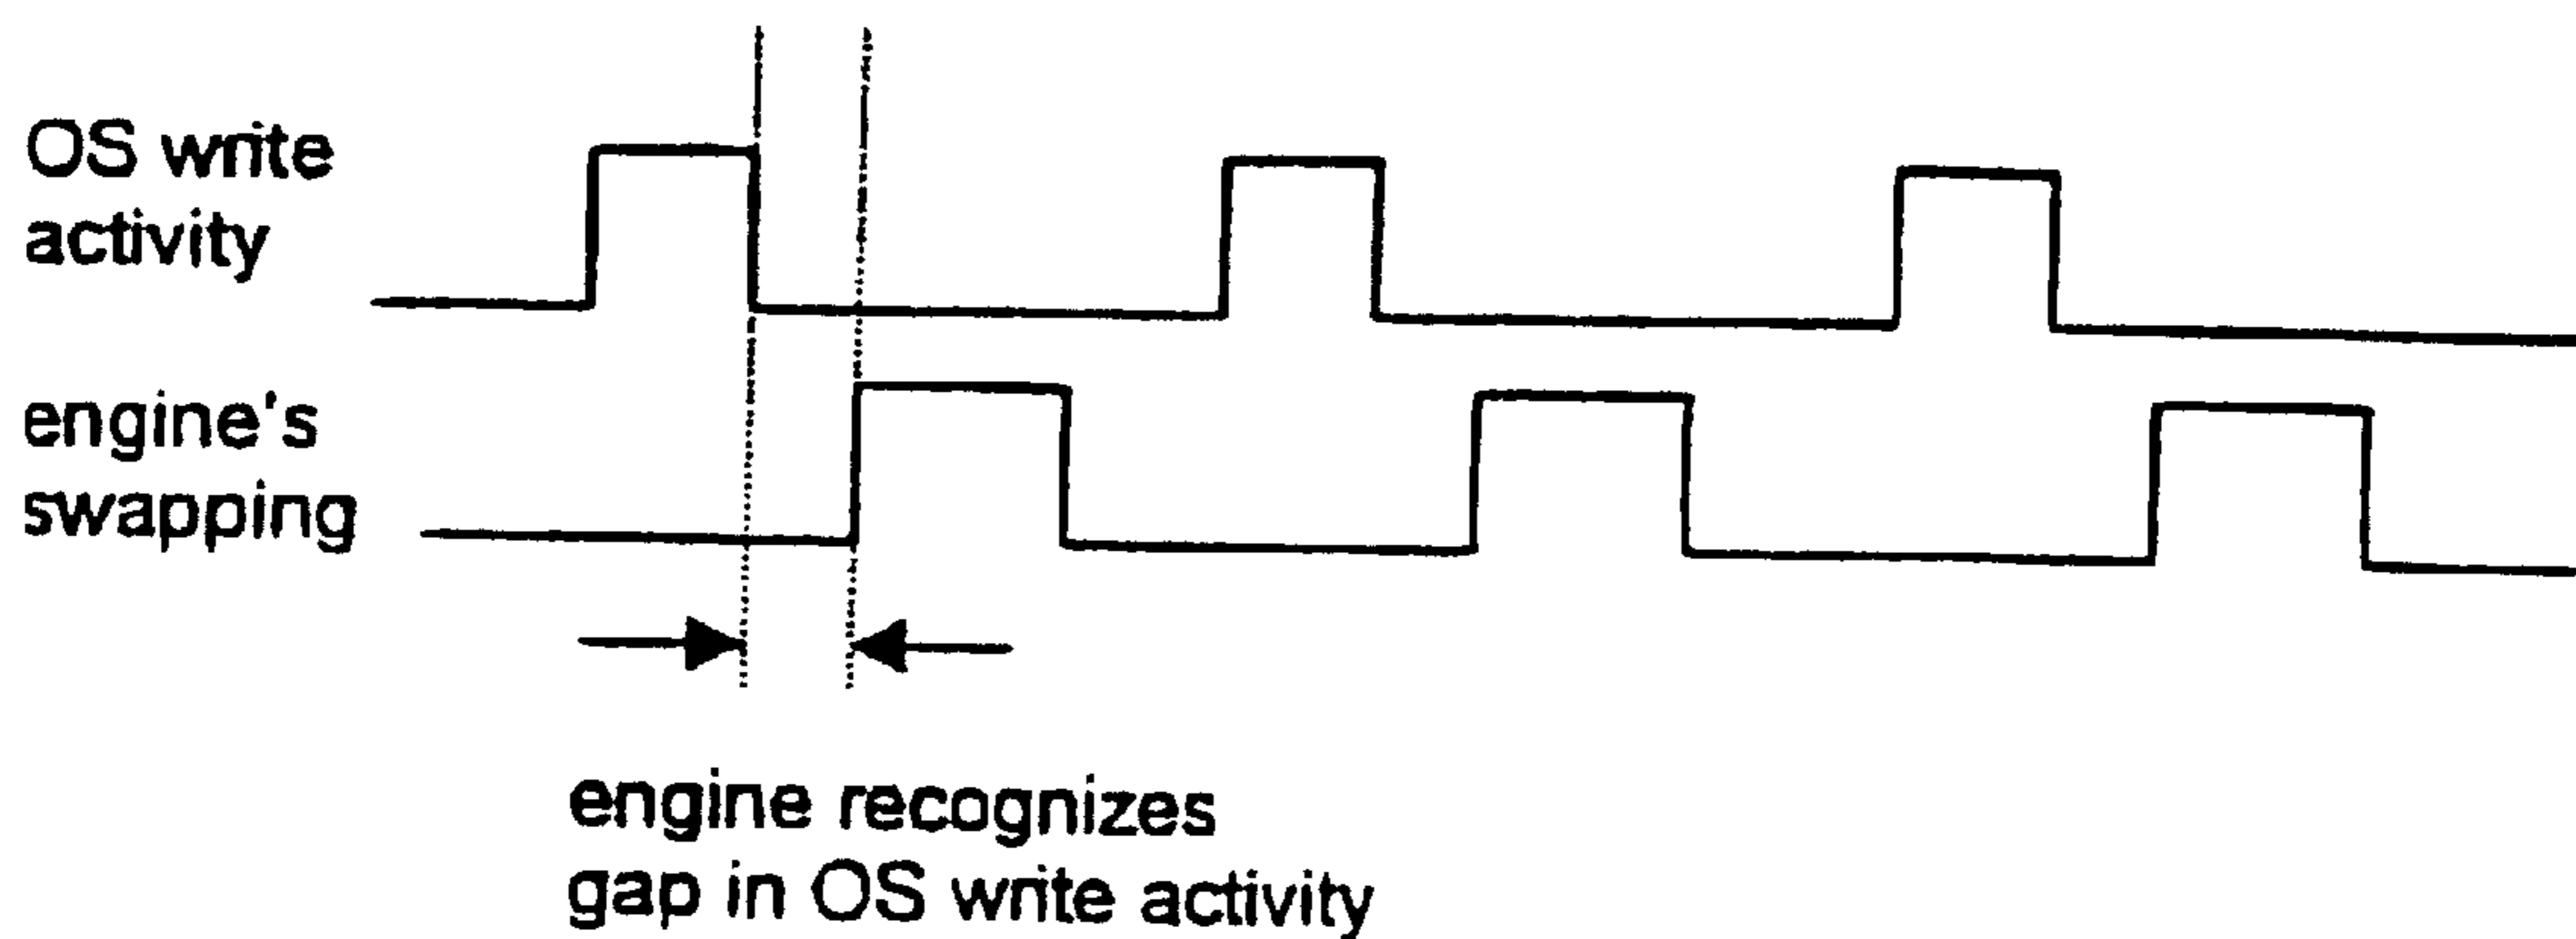 OS write
activity
engine's
swapping
engine recognizes
gap in OS write activity